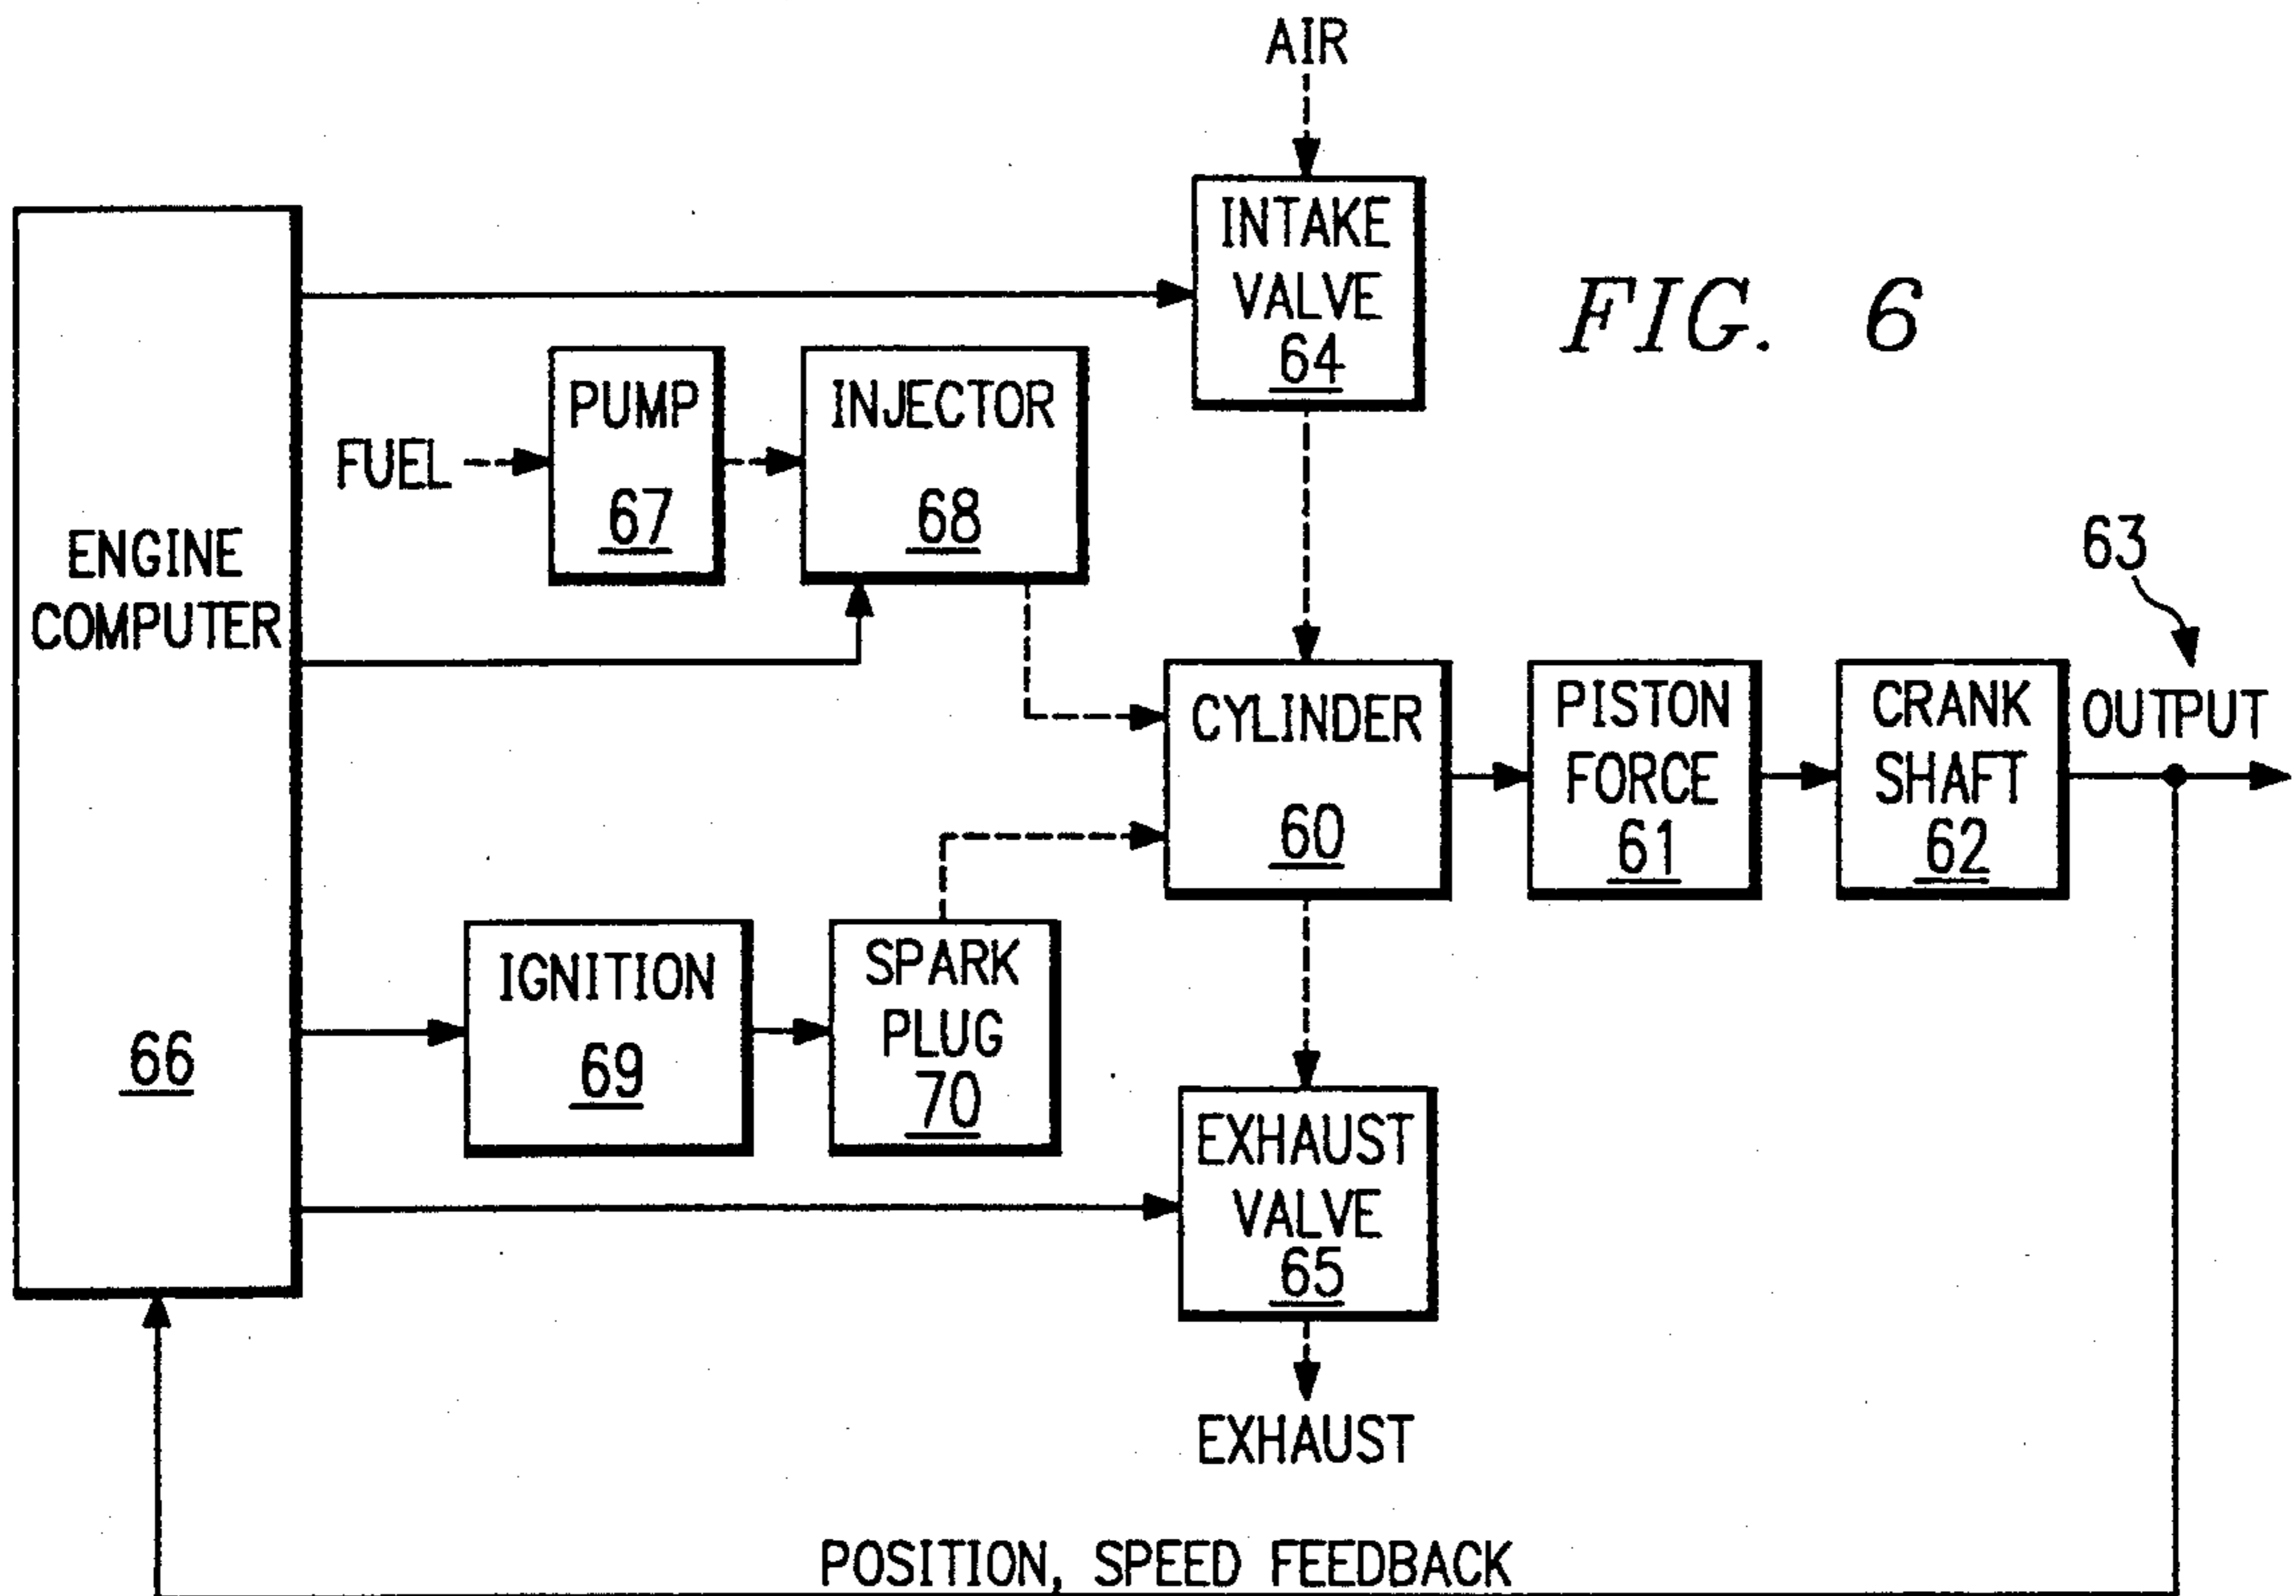 AIR
INTAKE
VALVE
64
FIG. 6
PUMP
67
INJECTOR
68
FUEL
ENGINE
COMPUTER
66
63
CYLINDER
60
PISTON
FORCE
61
CRANK
SHAFT
62
OUTPUT
IGNITION
69
SPARK
PLUG
70
EXHAUST
VALVE
65
EXHAUST
POSITION, SPEED FEEDBACK